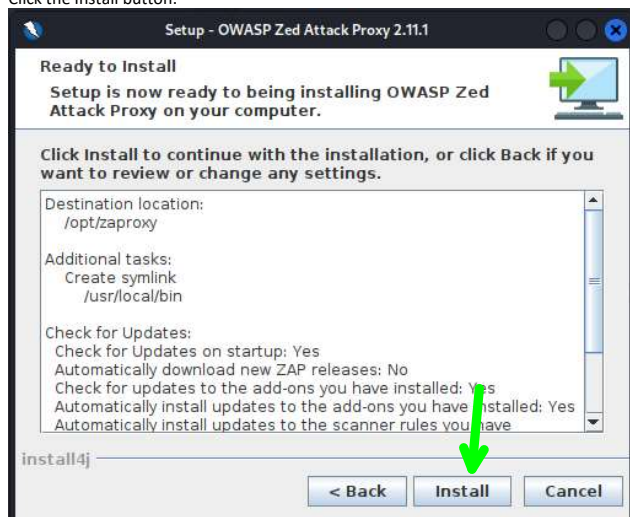 Click the Install button.
Setup - OWASP Zed Attack Proxy 2.11.1
Ready to Install
Setup is now ready to being installing OWASP Zed
Attack Proxy on your computer.
Click Install to continue with the installation, or click Back if you
want to review or change any settings.
Destination location:
/opt/zaproxy
Additional tasks:
Create symlink
/usr/local/bin
Check for Updates:
Check for Updates on startup: Yes
Automatically download new ZAP releases: No
Check for updates to the add-ons you have installed: Yes
Automatically install updates to the add-ons you have installed: Yes
Automatically install updates to the scanner rules you have
install4j
< Back Install Cancel